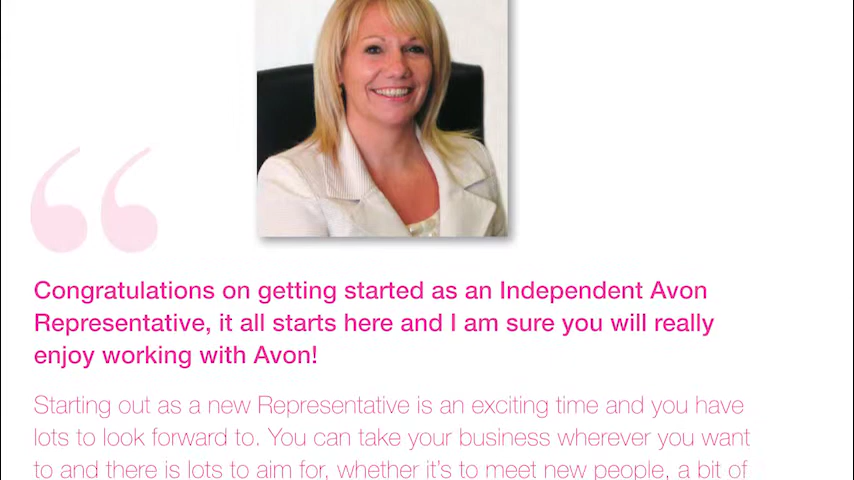 Congratulations on getting started as an Independent Avon
Representative, it all starts here and I am sure you will really
enjoy working with Avon!
Starting out as a new Representative is an exciting time and you have
lots to look forward to. You can take your business wherever you want
to and there is lots to aim for, whether it’s to meet new people, a bit of